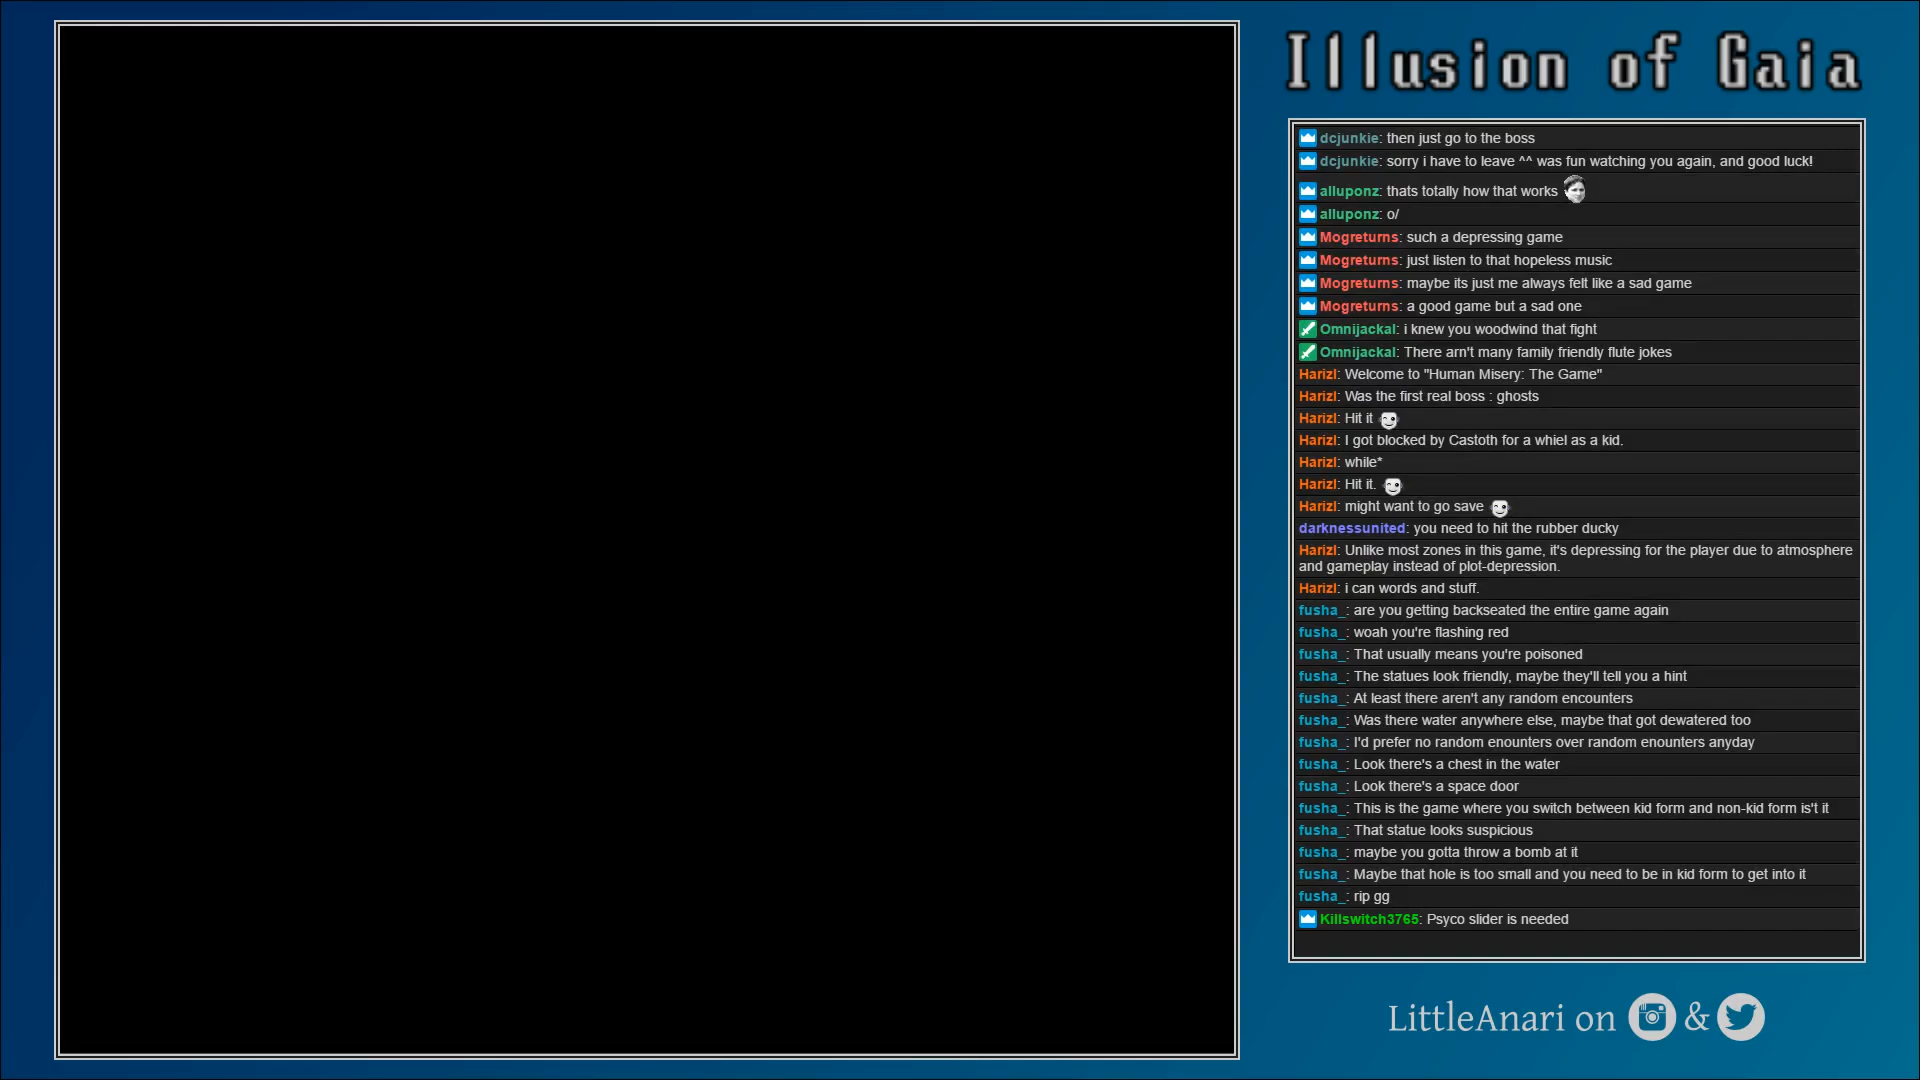 Illusion of Gaia
dcjunkie: then just go to the boss
dcjunkie: sorry i have to leave ^^ was fun watching you again, and good luck!
alluponz: thats totally how that works
alluponz: o/
Mogreturns: such a depressing game
Mogreturns: just listen to that hopeless music
Mogreturns: maybe its just me always felt like a sad game
Mogreturns: a good game but a sad one
Omnijackal: i knew you woodwind that fight
Omnijackal: There arn't many family friendly flute jokes
Harizl: Welcome to "Human Misery: The Game"
Harizl: Was the first real boss : ghosts
Harizl: Hit it
Harizl: I got blocked by Castoth for a whiel as a kid.
Harizl: while*
Harizl: Hit it.
Harizl: might want to go save
darknessunited: you need to hit the rubber ducky
Harizl: Unlike most zones in this game, it's depressing for the player due to atmosphere
and gameplay instead of plot-depression.
Harizl: i can words and stuff.
fusha_: are you getting backseated the entire game again
fusha_: woah you're flashing red
fusha_: That usually means you're poisoned
fusha_: The statues look friendly, maybe they'll tell you a hint
fusha_: At least there aren't any random encounters
fusha_: Was there water anywhere else, maybe that got dewatered too
fusha_: I'd prefer no random enounters over random enounters anyday
fusha_: Look there's a chest in the water
fusha_: Look there's a space door
fusha_: This is the game where you switch between kid form and non-kid form is't it
fusha_: That statue looks suspicious
fusha_: maybe you gotta throw a bomb at it
fusha_: Maybe that hole is too small and you need to be in kid form to get into it
fusha_: rip gg
Killswitch3765: Psyco slider is needed
LittleAnari on &